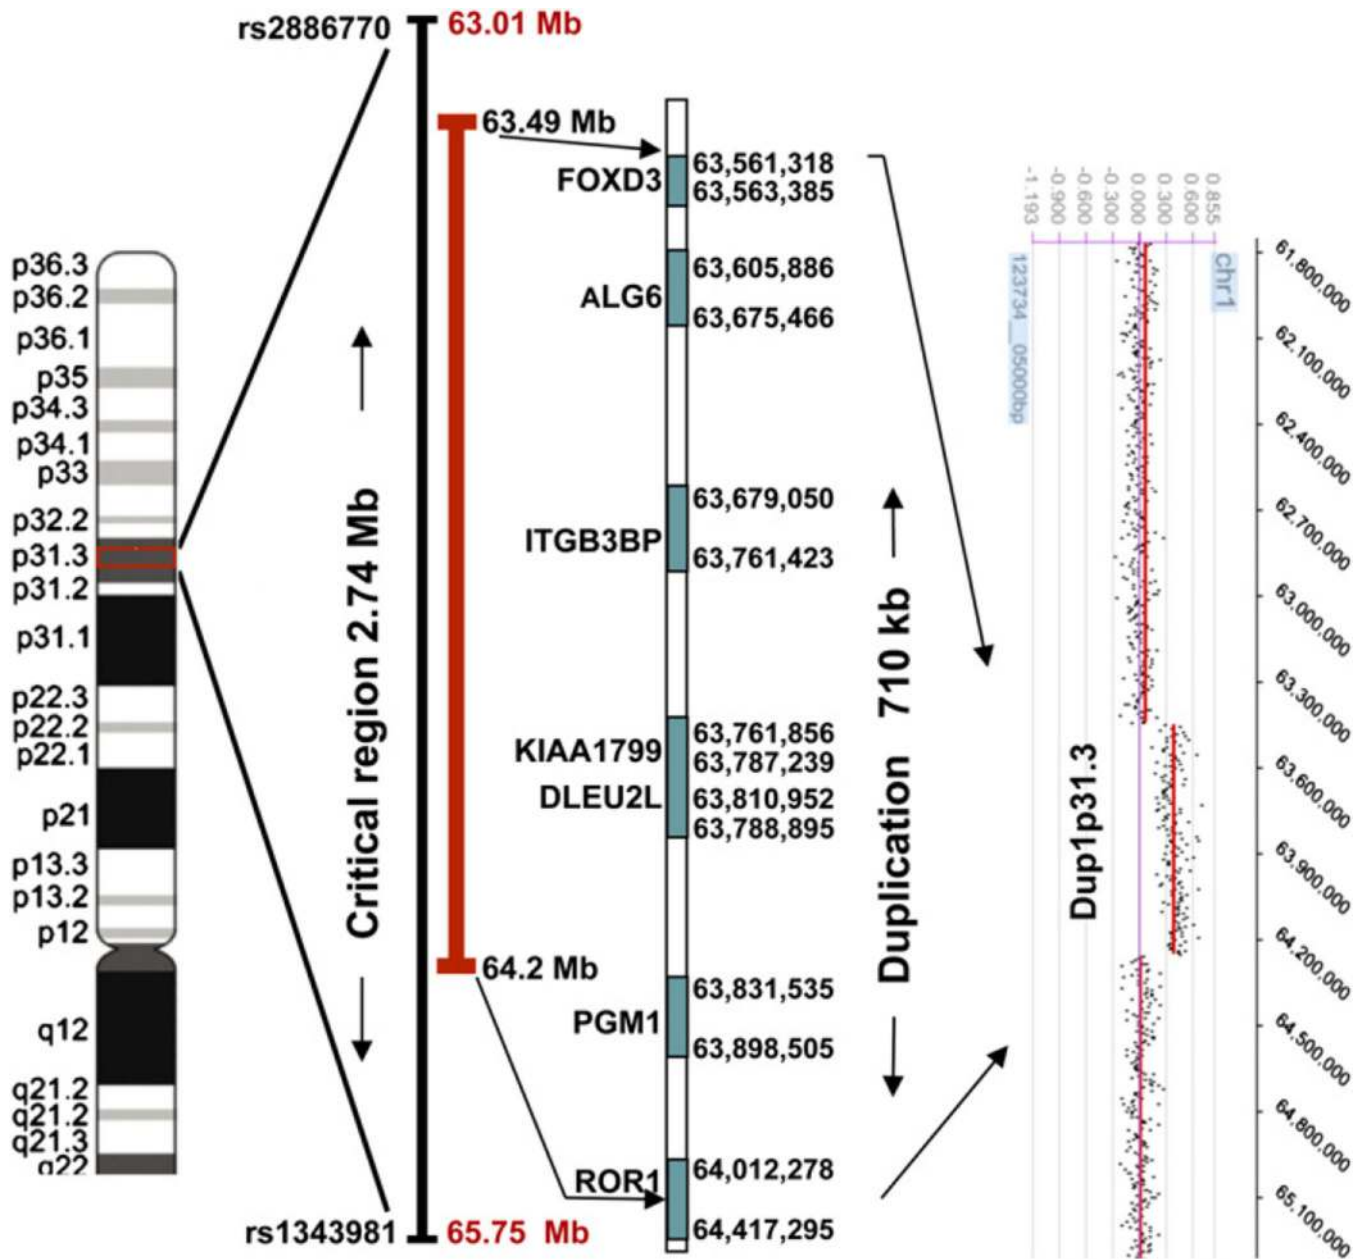 rs2886770
63.01 Mb
63.49 Mb
FOXD3
63,561,318
63,563,385
ALG6
63,605,886
63,675,466
ITGB3BP
63,679,050
63,761,423
KIAA1799
63,761,856
63,787,239
DLEU2L
63,810,952
63,788,895
64.2 Mb
PGM1
63,831,535
63,898,505
ROR1
64,012,278
64,417,295
rs1343981
65.75 Mb
Critical region 2.74 Mb
Duplication 710 kb
p36.3
p36.2
p36.1
p35
p34.3
p34.1
p33
p32.2
p31.3
p31.2
p31.1
p22.3
p22.2
p22.1
p21
p13.3
p13.2
p12
q12
q21.2
q21.2
q21.3
q22
-1.193
-0.900
-0.600
-0.300
0.000
0.300
0.600
0.855
123734__05000bp
chr1
Dup1p31.3
61,800,000
62,100,000
62,400,000
62,700,000
63,000,000
63,300,000
63,600,000
63,900,000
64,200,000
64,500,000
64,800,000
65,100,000